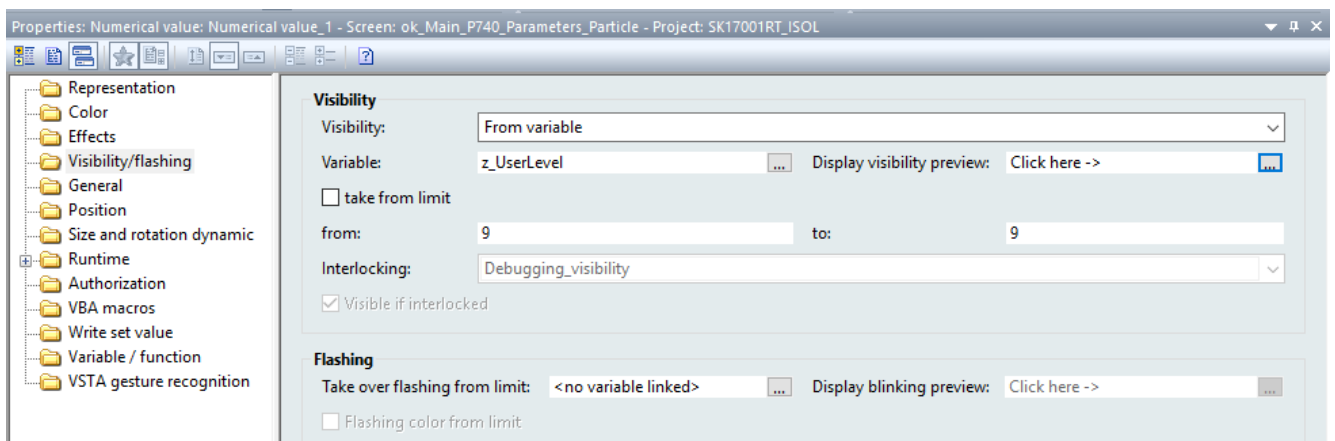 Properties: Numerical value: Numerical value_1 - Screen: ok_Main_P740_Parameters_Particle - Project: SK17001RT_ISOL
Representation
Color
Effects
Visibility/flashing
General
Position
Size and rotation dynamic
Runtime
Authorization
VBA macros
Write set value
Variable / function
VSTA gesture recognition
Visibility
Visibility: From variable
Variable: z_UserLevel ... Display visibility preview: Click here -> ...
take from limit
from: 9 to: 9
Interlocking: Debugging_visibility
Visible if interlocked
Flashing
Take over flashing from limit: <no variable linked> ... Display blinking preview: Click here -> ...
Flashing color from limit